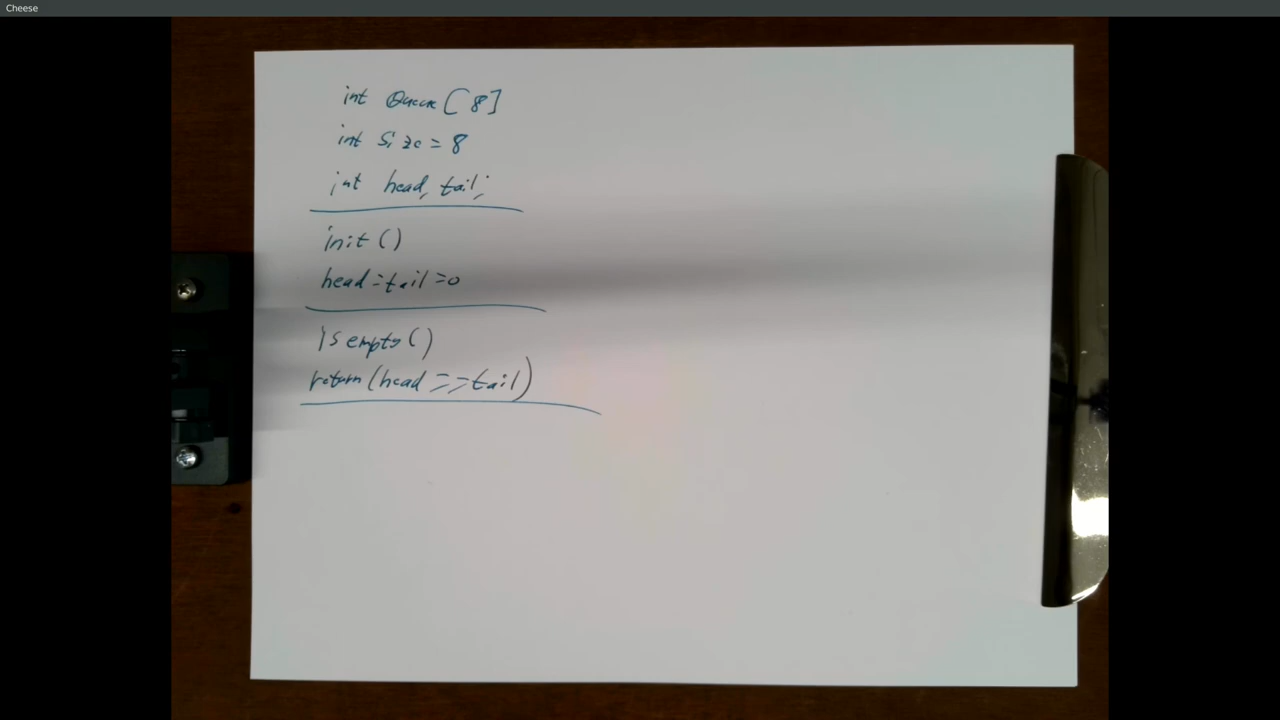 Cheese
int Queue[8]
int Size=8
int head, tail;
init()
head=tail=0
isempty()
return(head==tail)